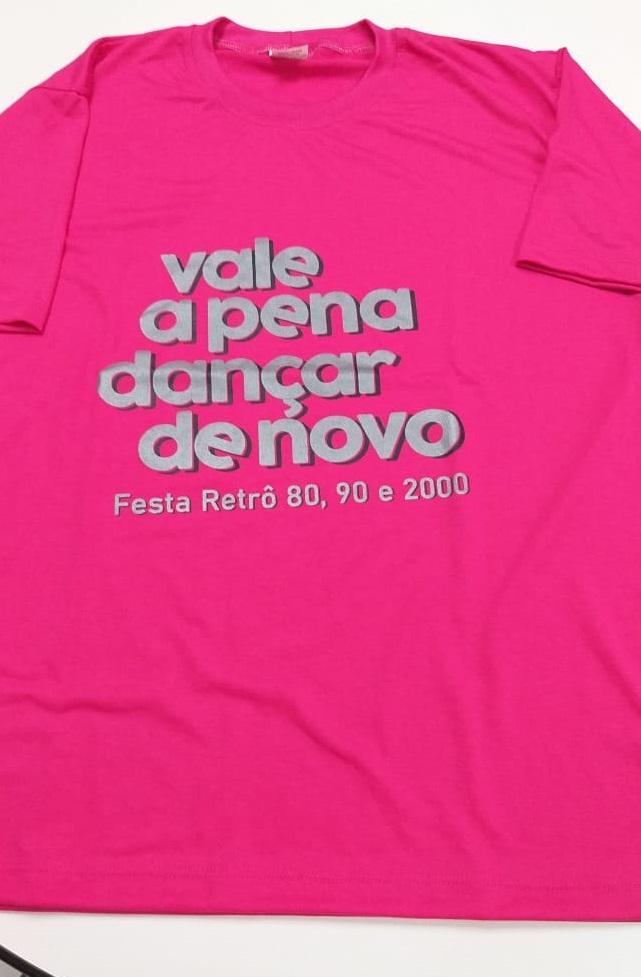 vale
a pena
dançar
de novo
Festa Retrô 80, 90 e 2000